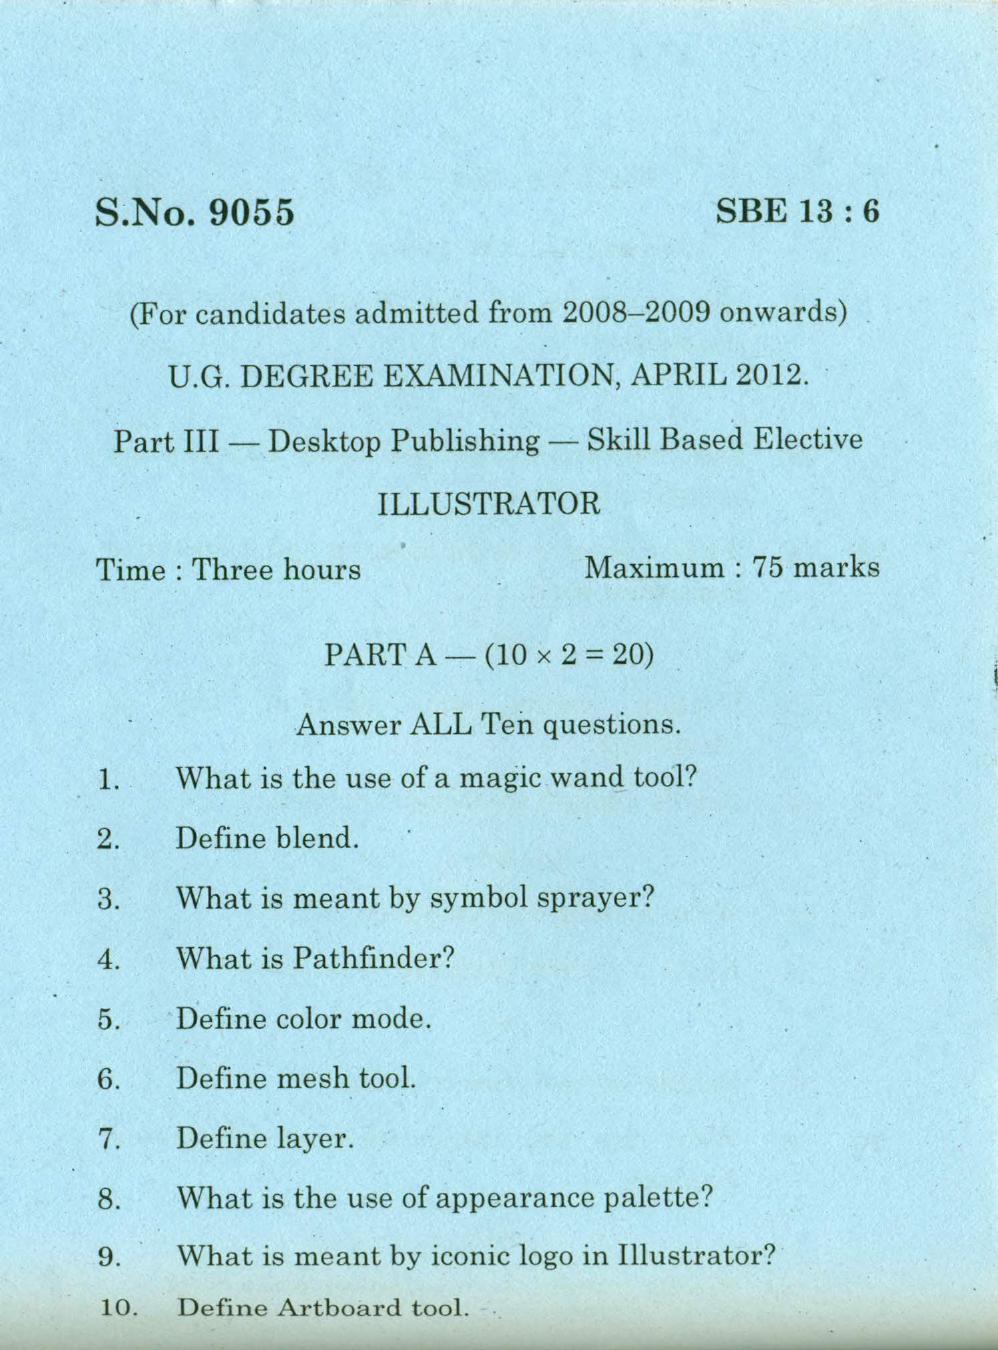 S.No. 9055 SBE 13 : 6
(For candidates admitted from 2008–2009 onwards)
U.G. DEGREE EXAMINATION, APRIL 2012.
Part III — Desktop Publishing — Skill Based Elective
ILLUSTRATOR
Time : Three hours Maximum : 75 marks
PART A — (10 × 2 = 20)
Answer ALL Ten questions.
1. What is the use of a magic wand tool?
2. Define blend.
3. What is meant by symbol sprayer?
4. What is Pathfinder?
5. Define color mode.
6. Define mesh tool.
7. Define layer.
8. What is the use of appearance palette?
9. What is meant by iconic logo in Illustrator?
10. Define Artboard tool.